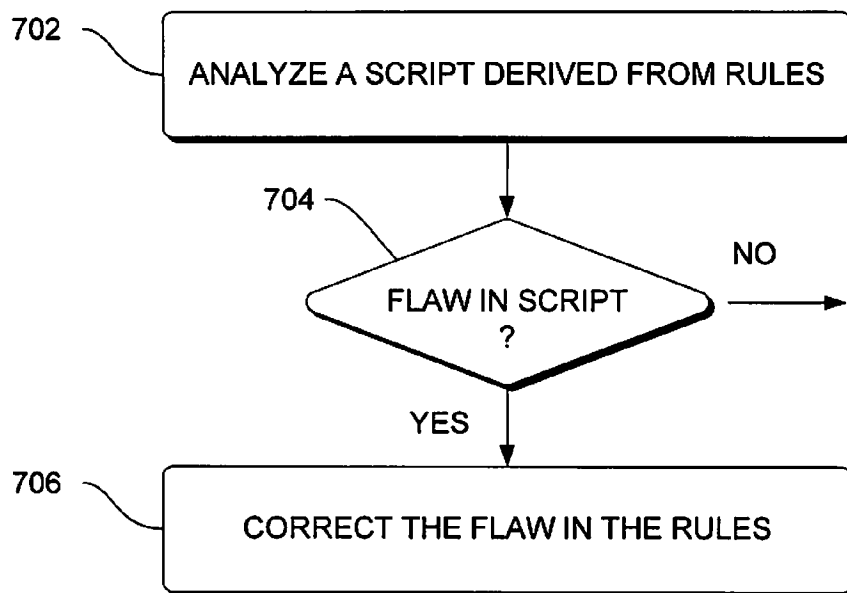 702
ANALYZE A SCRIPT DERIVED FROM RULES
704
NO
FLAW IN SCRIPT
?
YES
706
CORRECT THE FLAW IN THE RULES